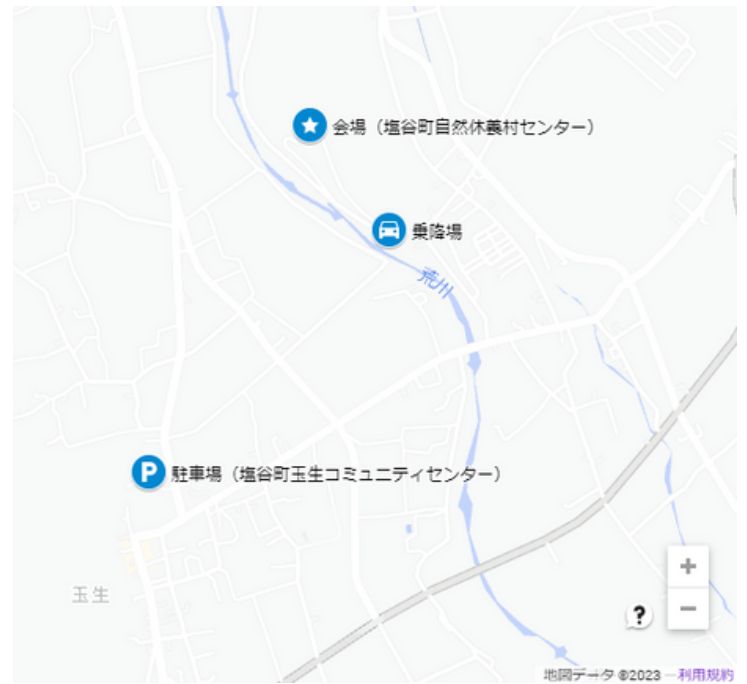 会場（塩谷町自然休養村センター）
乗降場
荒川
P
駐車場（塩谷町玉生コミュニティセンター）
玉生
+
?
−
地図データ ©2023 — 利用規約